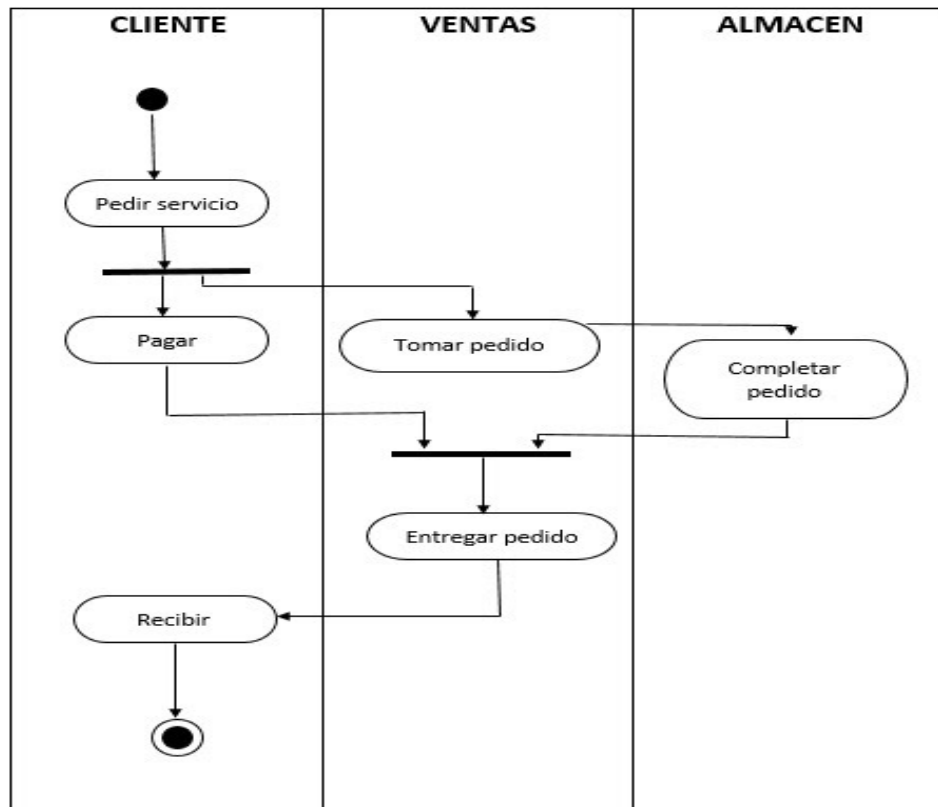 CLIENTE
VENTAS
ALMACEN
Pedir servicio
Pagar
Tomar pedido
Completar
pedido
Entregar pedido
Recibir